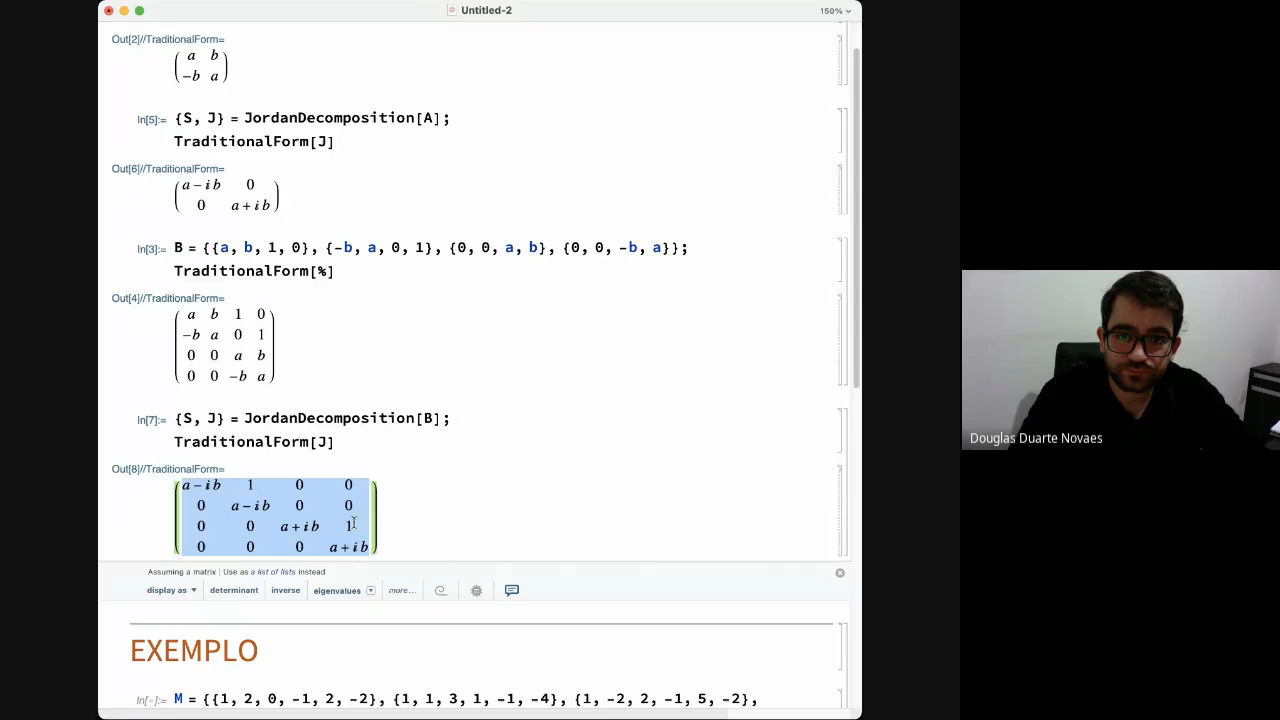 Untitled-2
150%
Out[2]//TraditionalForm=
a b
-b a
In[5]:= {S, J} = JordanDecomposition[A];
TraditionalForm[J]
Out[6]//TraditionalForm=
a - i b 0
0 a + i b
In[3]:= B = {{a, b, 1, 0}, {-b, a, 0, 1}, {0, 0, a, b}, {0, 0, -b, a}};
TraditionalForm[%]
Out[4]//TraditionalForm=
a b 1 0
-b a 0 1
0 0 a b
0 0 -b a
In[7]:= {S, J} = JordanDecomposition[B];
TraditionalForm[J]
Out[8]//TraditionalForm=
a - i b 1 0 0
0 a - i b 0 0
0 0 a + i b 1
0 0 0 a + i b
Assuming a matrix | Use as a list of lists instead
display as determinant inverse eigenvalues more...
EXEMPLO
In[=]:= M = {{1, 2, 0, -1, 2, -2}, {1, 1, 3, 1, -1, -4}, {1, -2, 2, -1, 5, -2},
Douglas Duarte Novaes